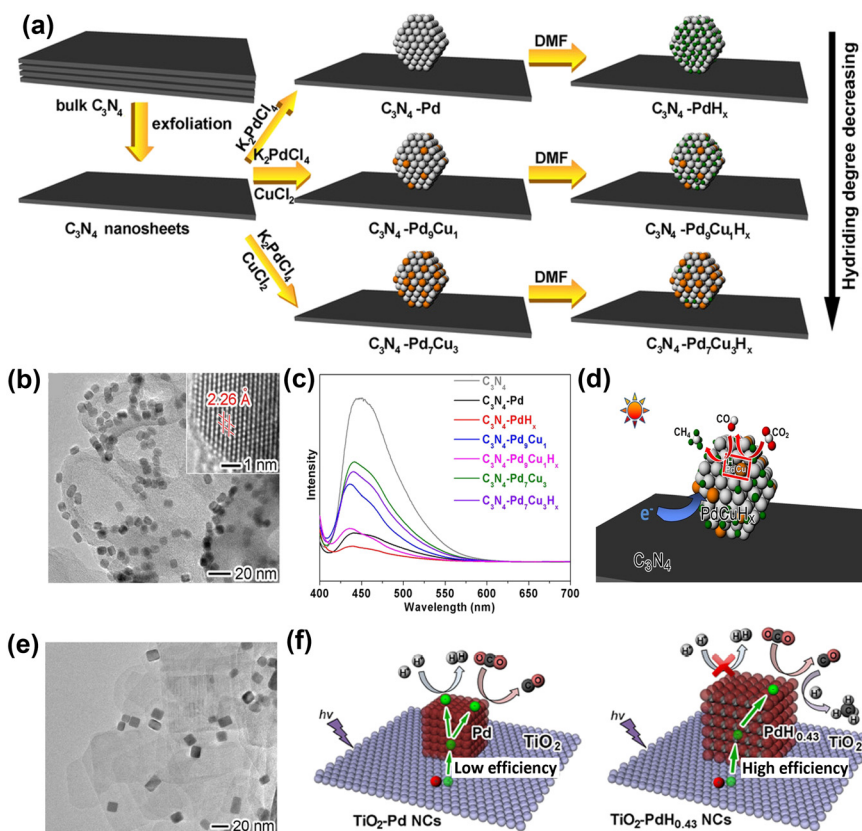 (a)
bulk C₃N₄
exfoliation
C₃N₄ nanosheets
K₂PdCl₄
K₂PdCl₄
CuCl₂
K₂PdCl₄
CuCl₂
C₃N₄ -Pd
DMF
C₃N₄ -PdHₓ
C₃N₄ -Pd₉Cu₁
DMF
C₃N₄ -Pd₉Cu₁Hₓ
C₃N₄ -Pd₇Cu₃
DMF
C₃N₄ -Pd₇Cu₃Hₓ
Hydriding degree decreasing
(b)
2.26 Å
1 nm
20 nm
(c)
Intensity
C₃N₄
C₃N₄-Pd
C₃N₄-PdHₓ
C₃N₄-Pd₉Cu₁
C₃N₄-Pd₉Cu₁Hₓ
C₃N₄-Pd₇Cu₃
C₃N₄-Pd₇Cu₃Hₓ
400 450 500 550 600 650 700
Wavelength (nm)
(d)
CH₄
CO
CO₂
H
PdCu
PdCuHₓ
e⁻
C₃N₄
(e)
20 nm
(f)
H⁺
H H
O C O
C O
hv
Pd
TiO₂
Low efficiency
TiO₂-Pd NCs
H⁺
H H
O C O
C O
H⁺
H C H
hv
PdH₀.₄₃
TiO₂
High efficiency
TiO₂-PdH₀.₄₃ NCs